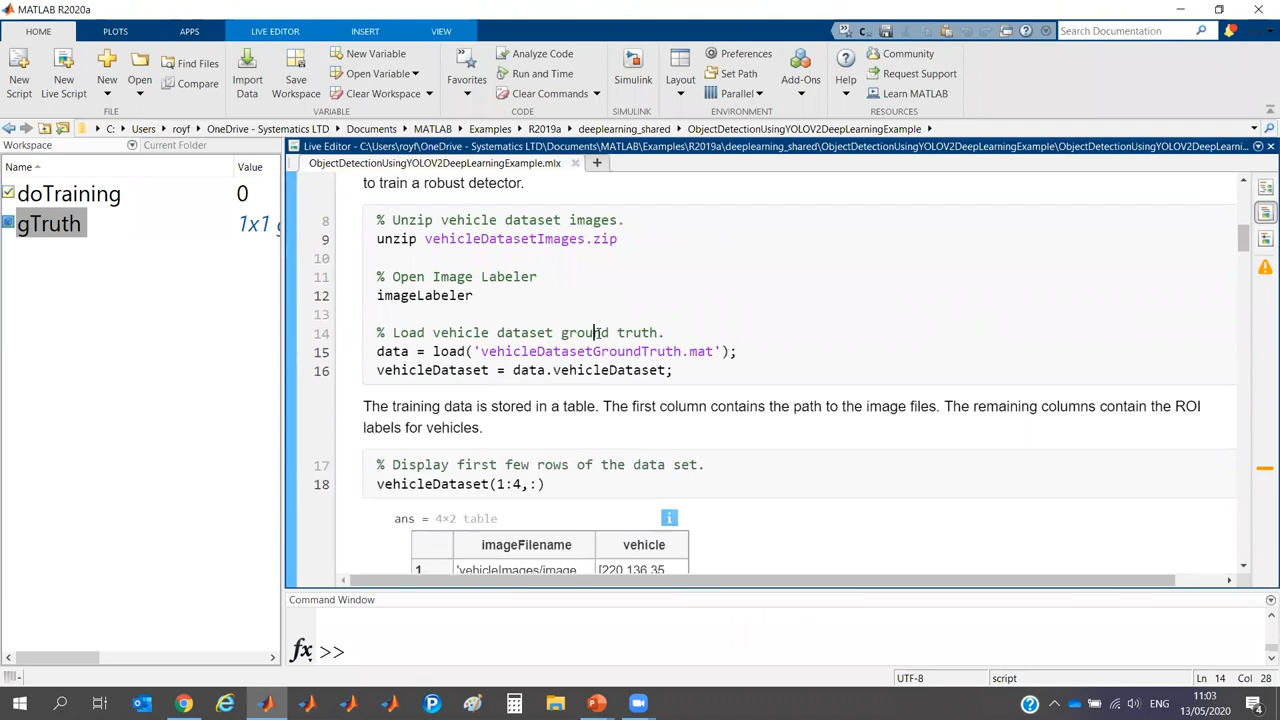 MATLAB R2020a
HOME PLOTS APPS LIVE EDITOR INSERT VIEW
Search Documentation
New Script
New Live Script
New
Open
Find Files
Compare
FILE
Import Data
Save Workspace
New Variable
Open Variable
Clear Workspace
VARIABLE
Favorites
Analyze Code
Run and Time
Clear Commands
CODE
Simulink
SIMULINK
Layout
Preferences
Set Path
Parallel
Add-Ons
ENVIRONMENT
Help
Community
Request Support
Learn MATLAB
RESOURCES
C: Users royf OneDrive - Systematics LTD Documents MATLAB Examples R2019a deeplearning_shared ObjectDetectionUsingYOLOV2DeepLearningExample
Workspace Current Folder
Name Value
doTraining 0
gTruth 1x1 g
Live Editor - C:\Users\royf\OneDrive - Systematics LTD\Documents\MATLAB\Examples\R2019a\deeplearning_shared\ObjectDetectionUsingYOLOV2DeepLearningExample\ObjectDetectionUsingYOLOV2DeepLearni...
ObjectDetectionUsingYOLOV2DeepLearningExample.mlx
to train a robust detector.
8 % Unzip vehicle dataset images.
9 unzip vehicleDatasetImages.zip
10
11 % Open Image Labeler
12 imageLabeler
13
14 % Load vehicle dataset ground truth.
15 data = load('vehicleDatasetGroundTruth.mat');
16 vehicleDataset = data.vehicleDataset;
The training data is stored in a table. The first column contains the path to the image files. The remaining columns contain the ROI
labels for vehicles.
17 % Display first few rows of the data set.
18 vehicleDataset(1:4,:)
ans = 4×2 table
imageFilename vehicle
1 'vehicleImages/image [220,136,35
Command Window
fx >>
UTF-8 script Ln 14 Col 28
ENG
11:03
13/05/2020
4